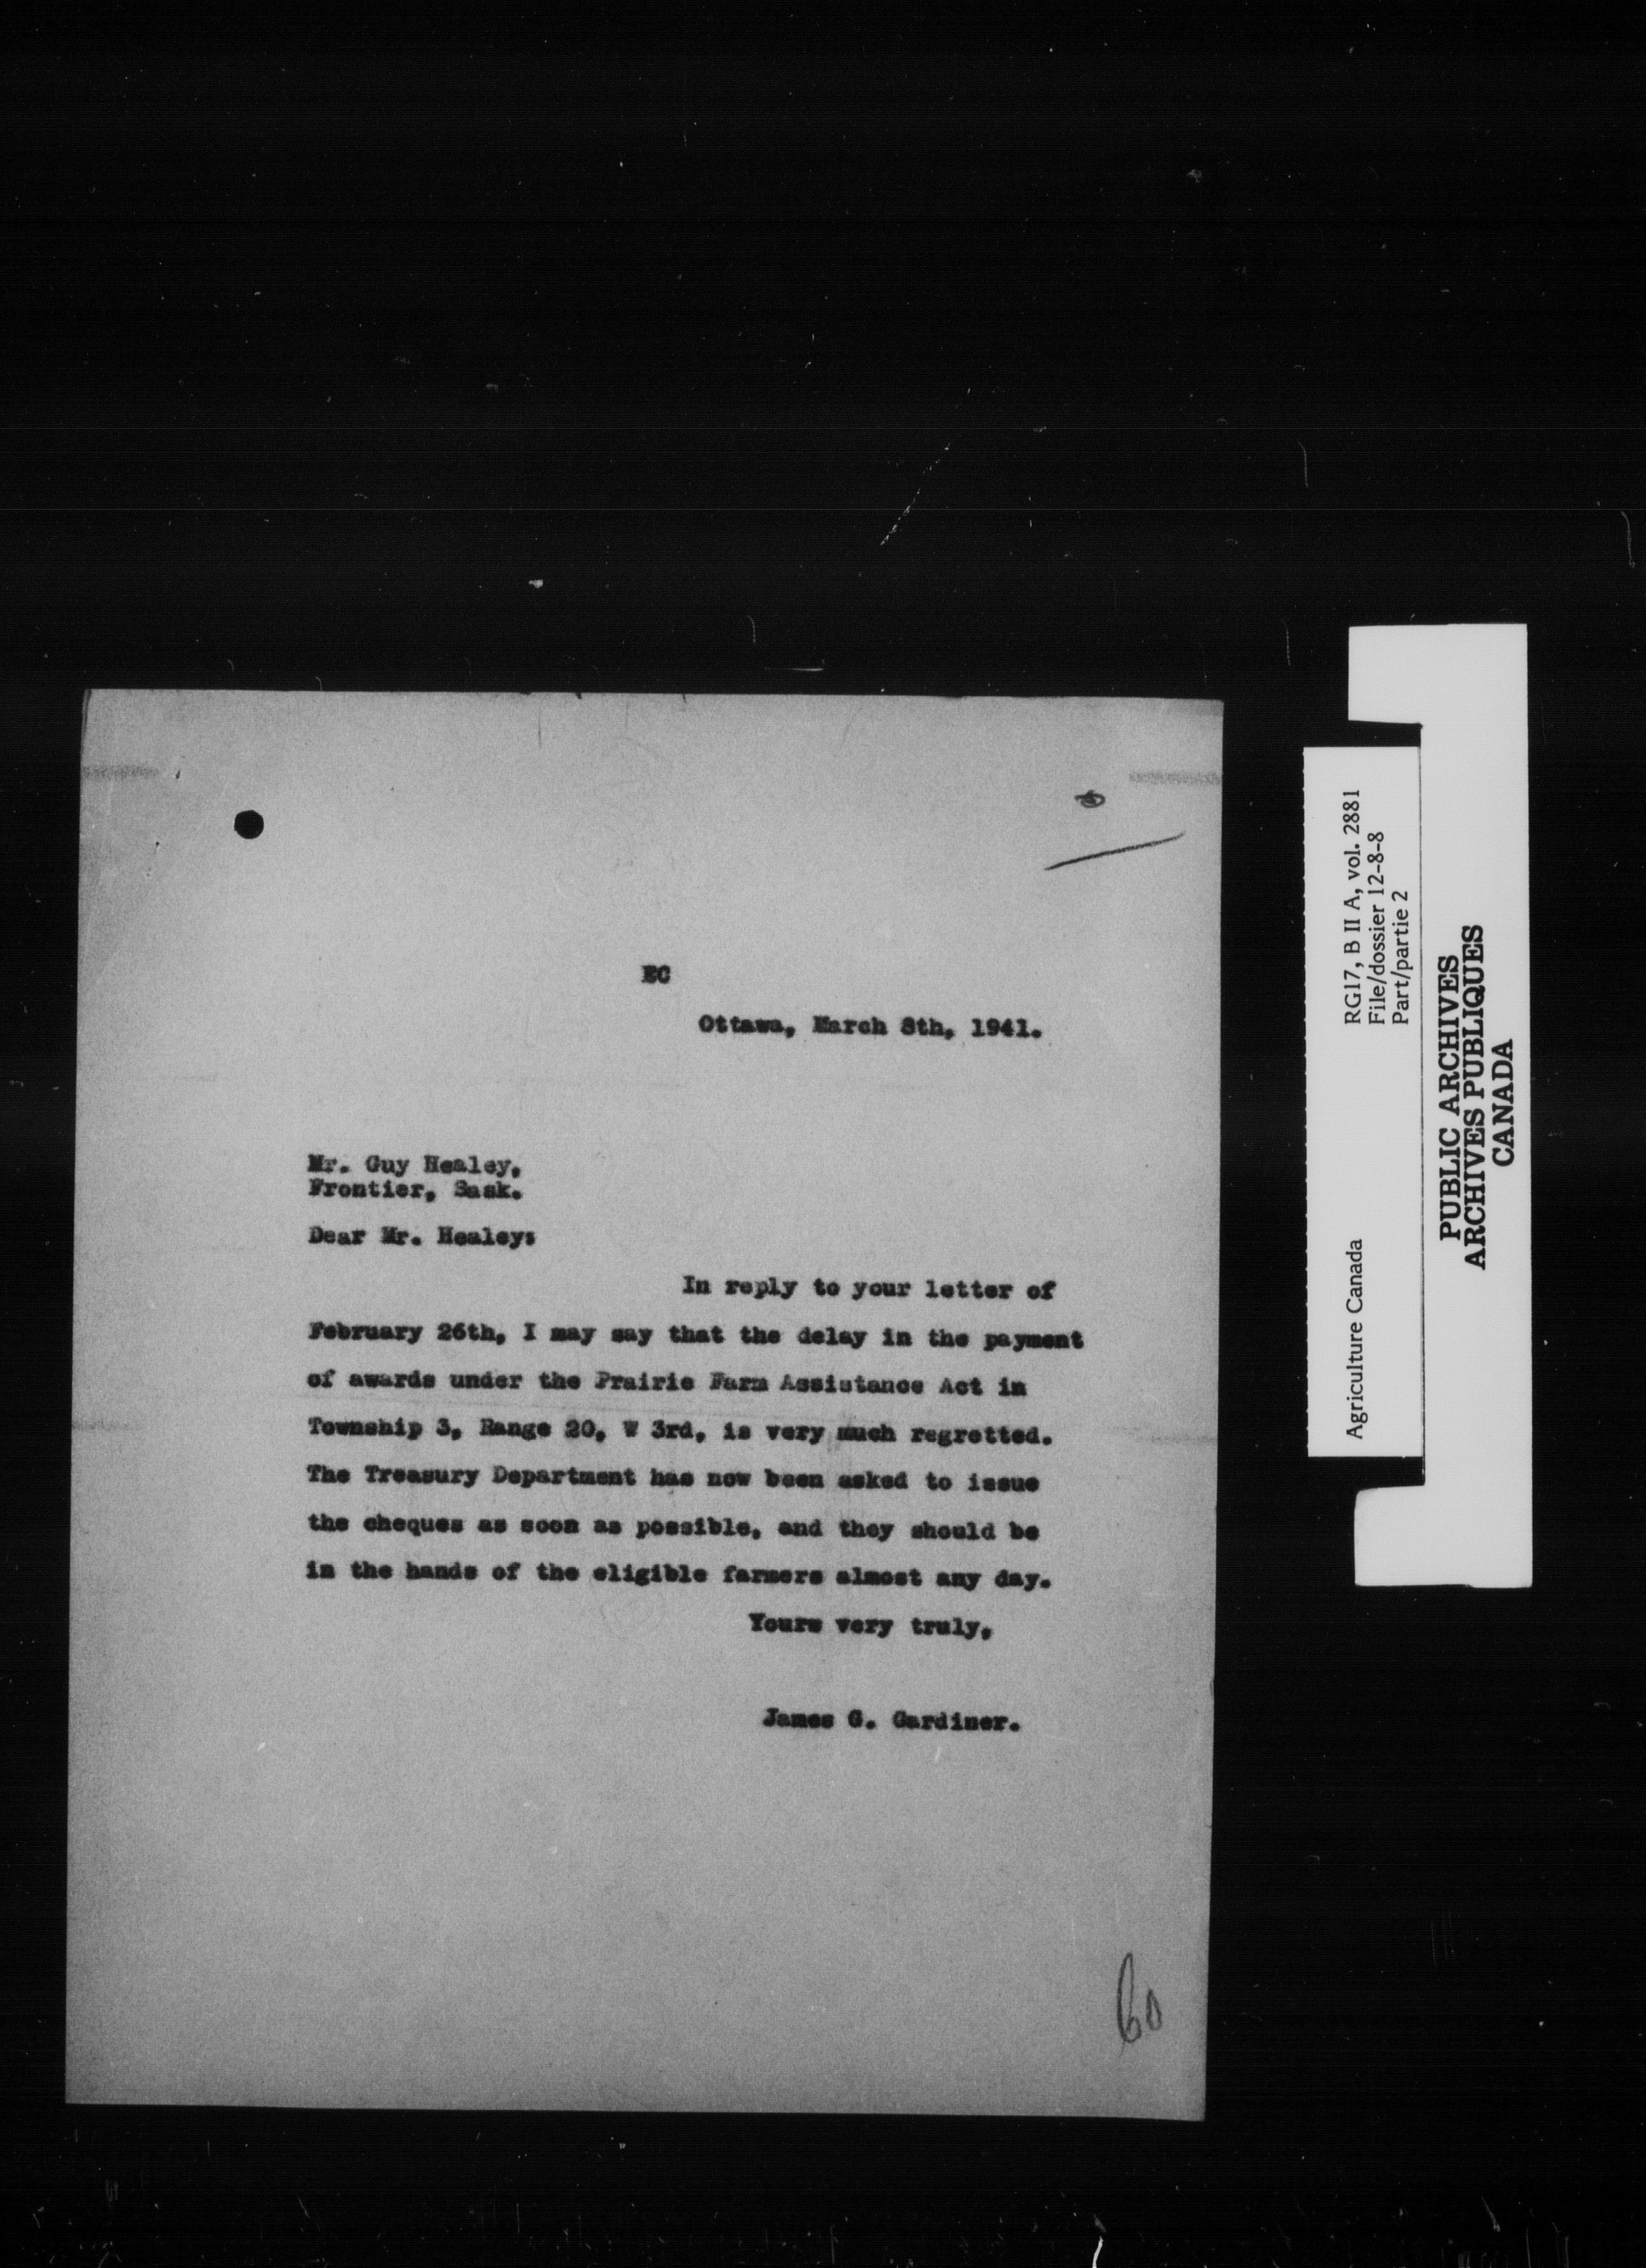 EC
Ottawa, March 8th, 1941.
Mr. Guy Healey,
Frontier, Sask.
Dear Mr. Healey:
In reply to your letter of
February 26th, I may say that the delay in the payment
of awards under the Prairie Farm Assistance Act in
Township 3, Range 20, W 3rd, is very much regretted.
The Treasury Department has now been asked to issue
the cheques as soon as possible, and they should be
in the hands of the eligible farmers almost any day.
Yours very truly,
James G. Gardiner.
60
Agriculture Canada
RG17, B II A, vol. 2881
File/dossier 12-8-8
Part/partie 2
PUBLIC ARCHIVES
ARCHIVES PUBLIQUES
CANADA